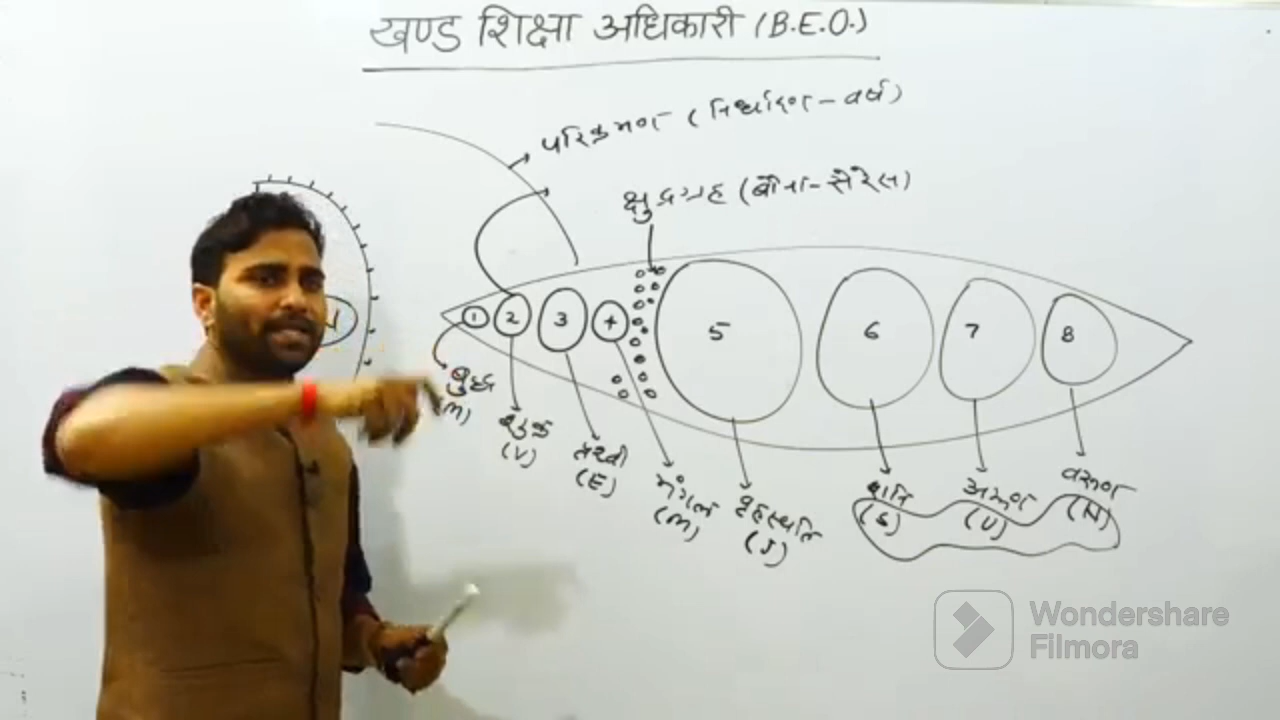 खण्ड शिक्षा अधिकारी (B.E.O.)
परिक्रमण (निर्धारण - वर्ष)
क्षुद्रग्रह (बौना - सैरेस)
1 2 3 4 5 6 7 8
बुद्ध
(M)
शुक्र
(V)
पृथ्वी
(E)
मंगल
(M)
बृहस्पति
(J)
शनि
(S)
अरुण
(U)
वरुण
(N)
Wondershare
Filmora